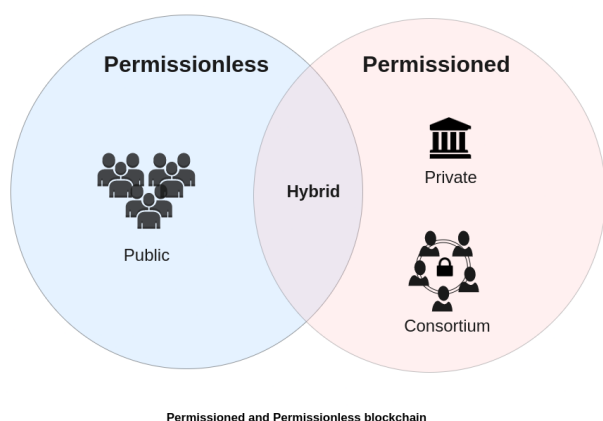 Permissionless
Permissioned
Private
Hybrid
Public
Consortium
Permissioned and Permissionless blockchain